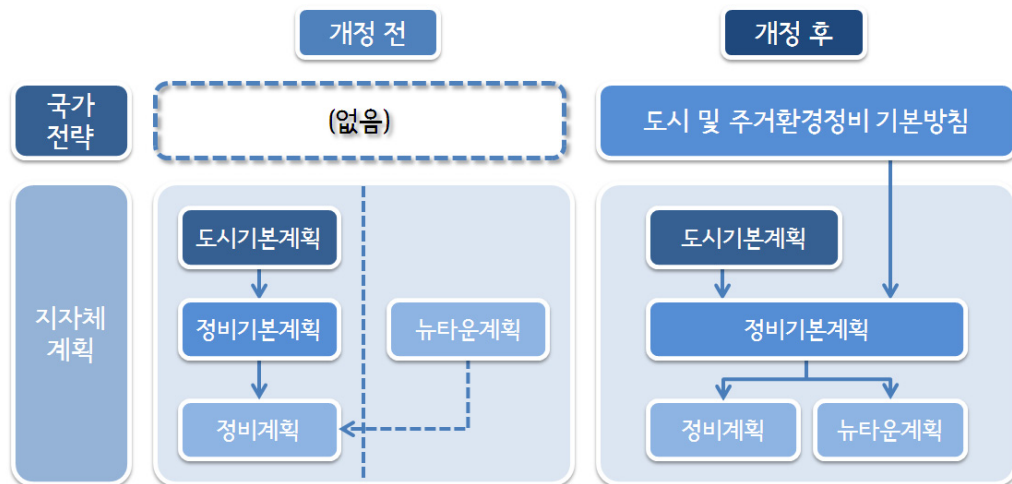 개정 전
개정 후
국가
전략
(없음)
도시 및 주거환경정비 기본방침
지자체
계획
도시기본계획
정비기본계획
뉴타운계획
정비계획
도시기본계획
정비기본계획
정비계획
뉴타운계획